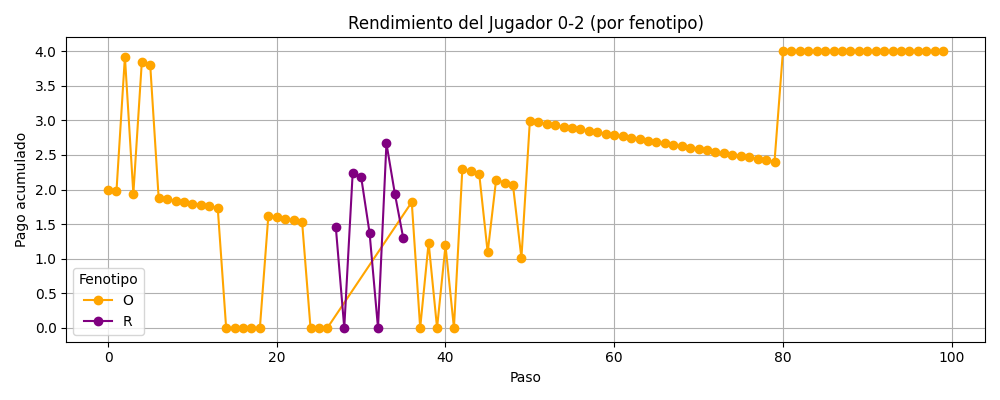 Rendimiento del Jugador 0-2 (por fenotipo)
Pago acumulado
4.0
3.5
3.0
2.5
2.0
1.5
1.0
0.5
0.0
Fenotipo
O
R
0 20 40 60 80 100
Paso